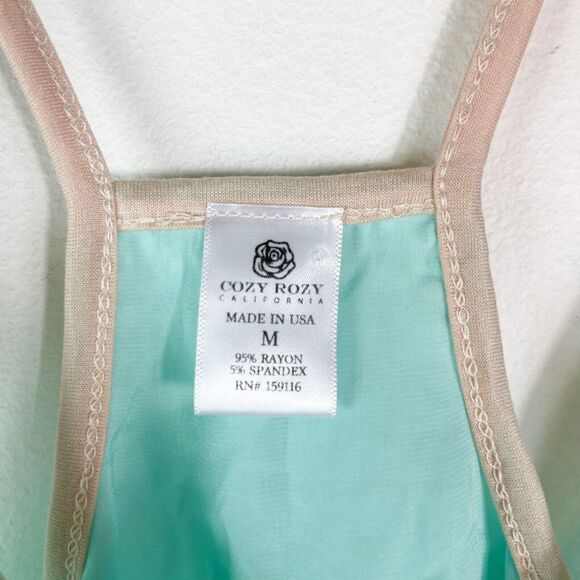 COZY ROZY
CALIFORNIA
MADE IN USA
M
95% RAYON
5% SPANDEX
RN# 159116